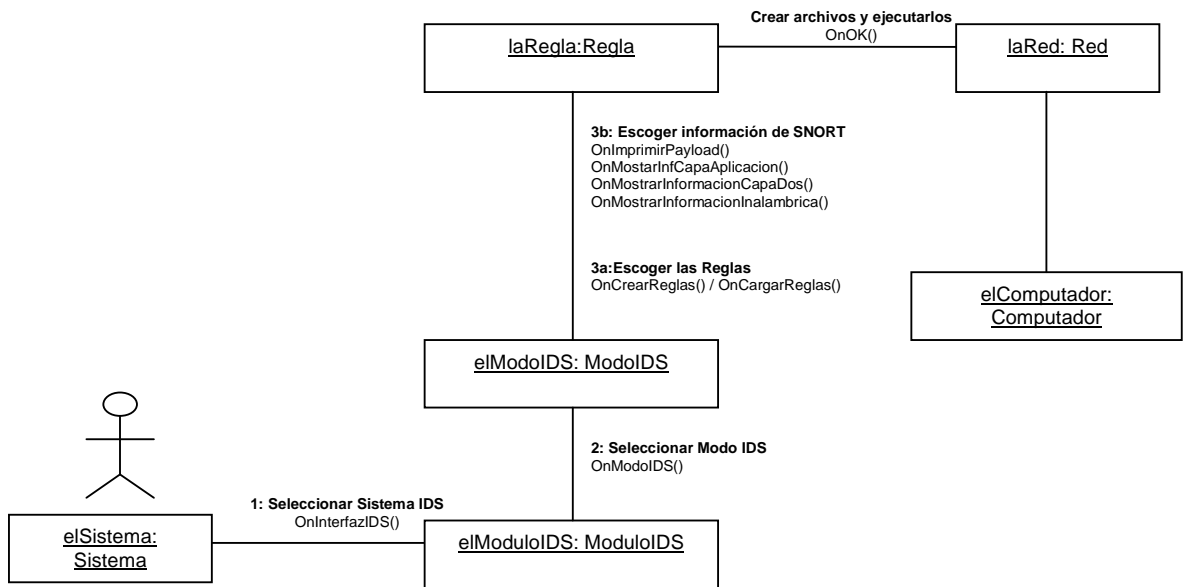 Crear archivos y ejecutarlos
OnOK()
laRegla:Regla
laRed: Red
3b: Escoger información de SNORT
OnImprimirPayload()
OnMostarInfCapaAplicacion()
OnMostrarInformacionCapaDos()
OnMostrarInformacionInalambrica()
3a:Escoger las Reglas
OnCrearReglas() / OnCargarReglas()
elComputador:
Computador
elModoIDS: ModoIDS
2: Seleccionar Modo IDS
OnModoIDS()
1: Seleccionar Sistema IDS
OnInterfazIDS()
elSistema:
Sistema
elModuloIDS: ModuloIDS